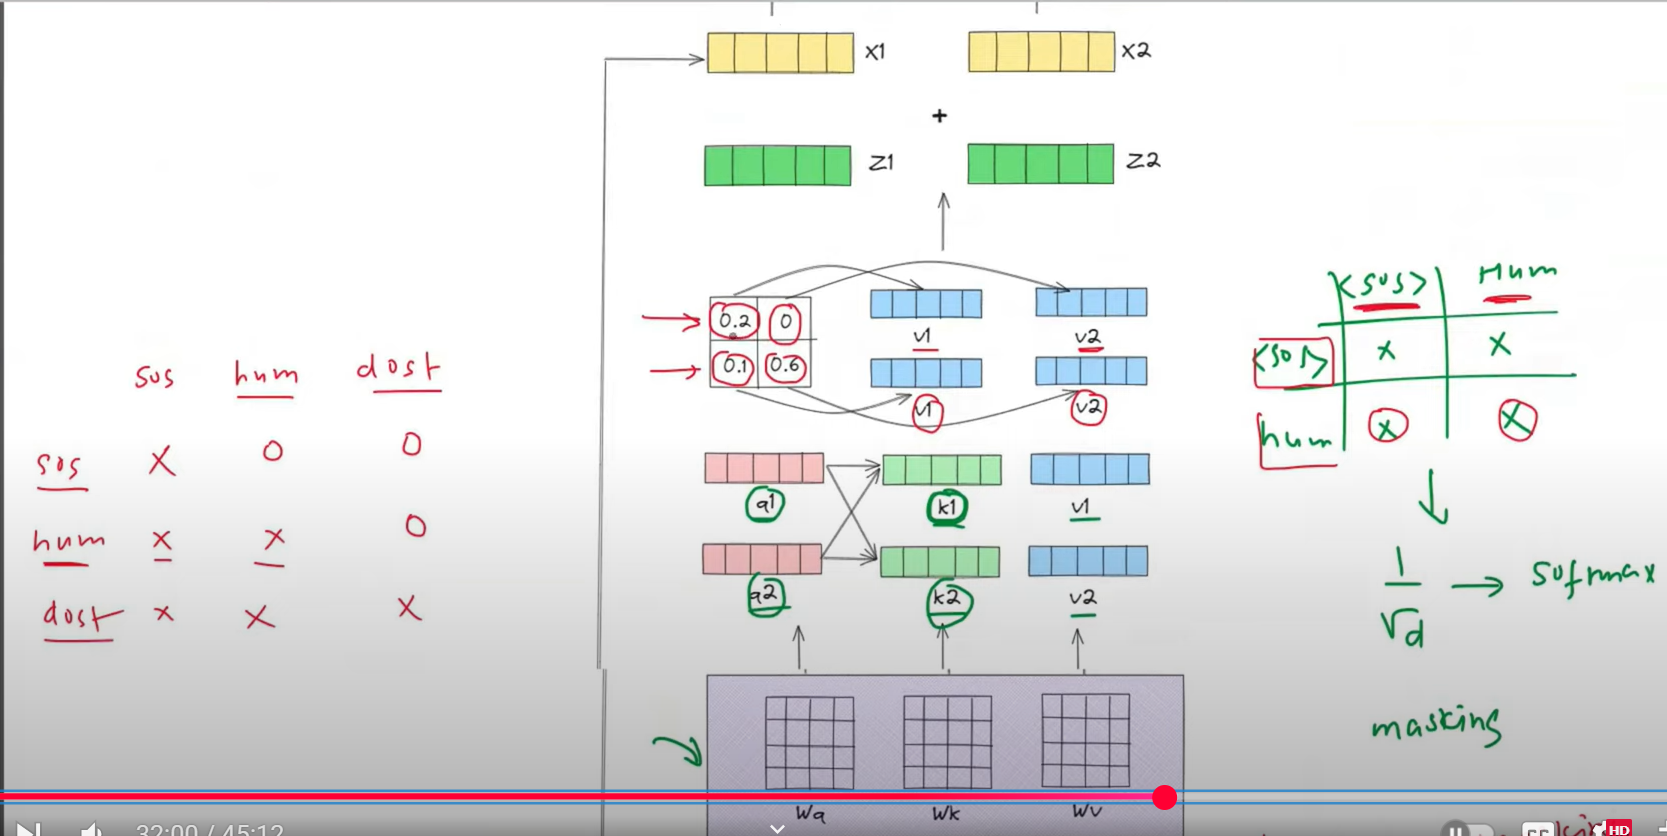 X1 X2
+
Z1 Z2
0.2 0
v1 v2
0.1 0.6
v1 v2
q1 k1 v1
q2 k2 v2
Wq Wk Wv
sos hum dost
sos X 0 0
hum x x 0
dost x x x
<sos> Hum
<sos> x x
hum x x
1
√d → Softmax
masking
32:00 / 45:12
HD